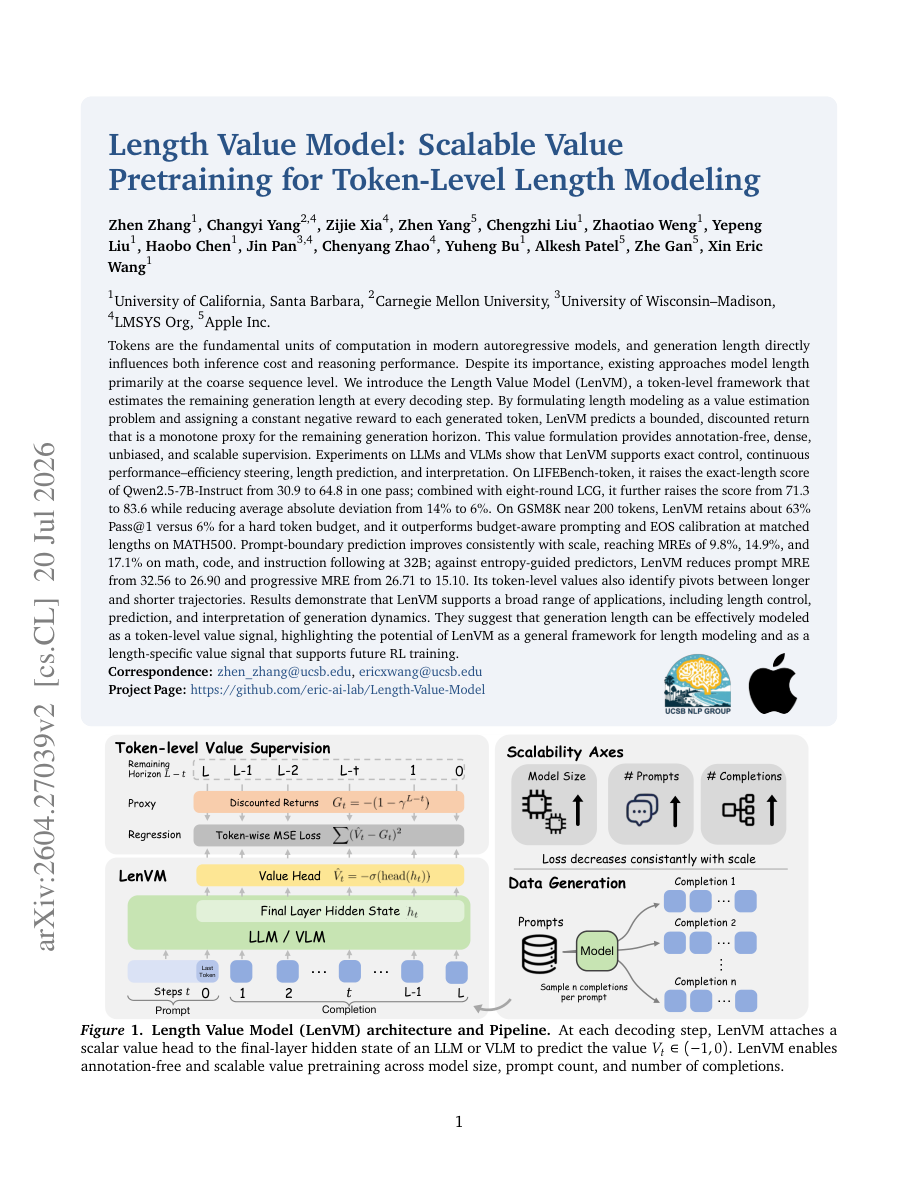 arXiv:2604.27039v2 [cs.CL] 20 Jul 2026
Length Value Model: Scalable Value
Pretraining for Token-Level Length Modeling
Zhen Zhang1, Changyi Yang2,4, Zijie Xia4, Zhen Yang5, Chengzhi Liu1, Zhaotiao Weng1, Yepeng
Liu1, Haobo Chen1, Jin Pan3,4, Chenyang Zhao4, Yuheng Bu1, Alkesh Patel5, Zhe Gan5, Xin Eric
Wang1
1University of California, Santa Barbara, 2Carnegie Mellon University, 3University of Wisconsin–Madison,
4LMSYS Org, 5Apple Inc.
Tokens are the fundamental units of computation in modern autoregressive models, and generation length directly
influences both inference cost and reasoning performance. Despite its importance, existing approaches model length
primarily at the coarse sequence level. We introduce the Length Value Model (LenVM), a token-level framework that
estimates the remaining generation length at every decoding step. By formulating length modeling as a value estimation
problem and assigning a constant negative reward to each generated token, LenVM predicts a bounded, discounted return
that is a monotone proxy for the remaining generation horizon. This value formulation provides annotation-free, dense,
unbiased, and scalable supervision. Experiments on LLMs and VLMs show that LenVM supports exact control, continuous
performance–efficiency steering, length prediction, and interpretation. On LIFEBench-token, it raises the exact-length score
of Qwen2.5-7B-Instruct from 30.9 to 64.8 in one pass; combined with eight-round LCG, it further raises the score from 71.3
to 83.6 while reducing average absolute deviation from 14% to 6%. On GSM8K near 200 tokens, LenVM retains about 63%
Pass@1 versus 6% for a hard token budget, and it outperforms budget-aware prompting and EOS calibration at matched
lengths on MATH500. Prompt-boundary prediction improves consistently with scale, reaching MREs of 9.8%, 14.9%, and
17.1% on math, code, and instruction following at 32B; against entropy-guided predictors, LenVM reduces prompt MRE
from 32.56 to 26.90 and progressive MRE from 26.71 to 15.10. Its token-level values also identify pivots between longer
and shorter trajectories. Results demonstrate that LenVM supports a broad range of applications, including length control,
prediction, and interpretation of generation dynamics. They suggest that generation length can be effectively modeled
as a token-level value signal, highlighting the potential of LenVM as a general framework for length modeling and as a
length-specific value signal that supports future RL training.
Correspondence: zhen_zhang@ucsb.edu, ericxwang@ucsb.edu
Project Page: https://github.com/eric-ai-lab/Length-Value-Model
UCSB NLP GROUP
Token-level Value Supervision
Remaining
Horizon L − t
L L-1 L-2 L-t 1 0
Proxy Discounted Returns G_t = −(1 − γ^{L−t})
Regression Token-wise MSE Loss ∑(V̂_t − G_t)²
LenVM Value Head V̂_t = −σ(head(h_t))
Final Layer Hidden State h_t
LLM / VLM
Last
Token
... ...
Steps t 0 1 2 t L-1 L
Prompt Completion
Scalability Axes
Model Size # Prompts # Completions
Loss decreases consistantly with scale
Data Generation
Prompts
Model
Sample n completions
per prompt
Completion 1
...
Completion 2
...
⋮
Completion n
...
Figure 1. Length Value Model (LenVM) architecture and Pipeline. At each decoding step, LenVM attaches a
scalar value head to the final-layer hidden state of an LLM or VLM to predict the value V_t ∈ (−1, 0). LenVM enables
annotation-free and scalable value pretraining across model size, prompt count, and number of completions.
1